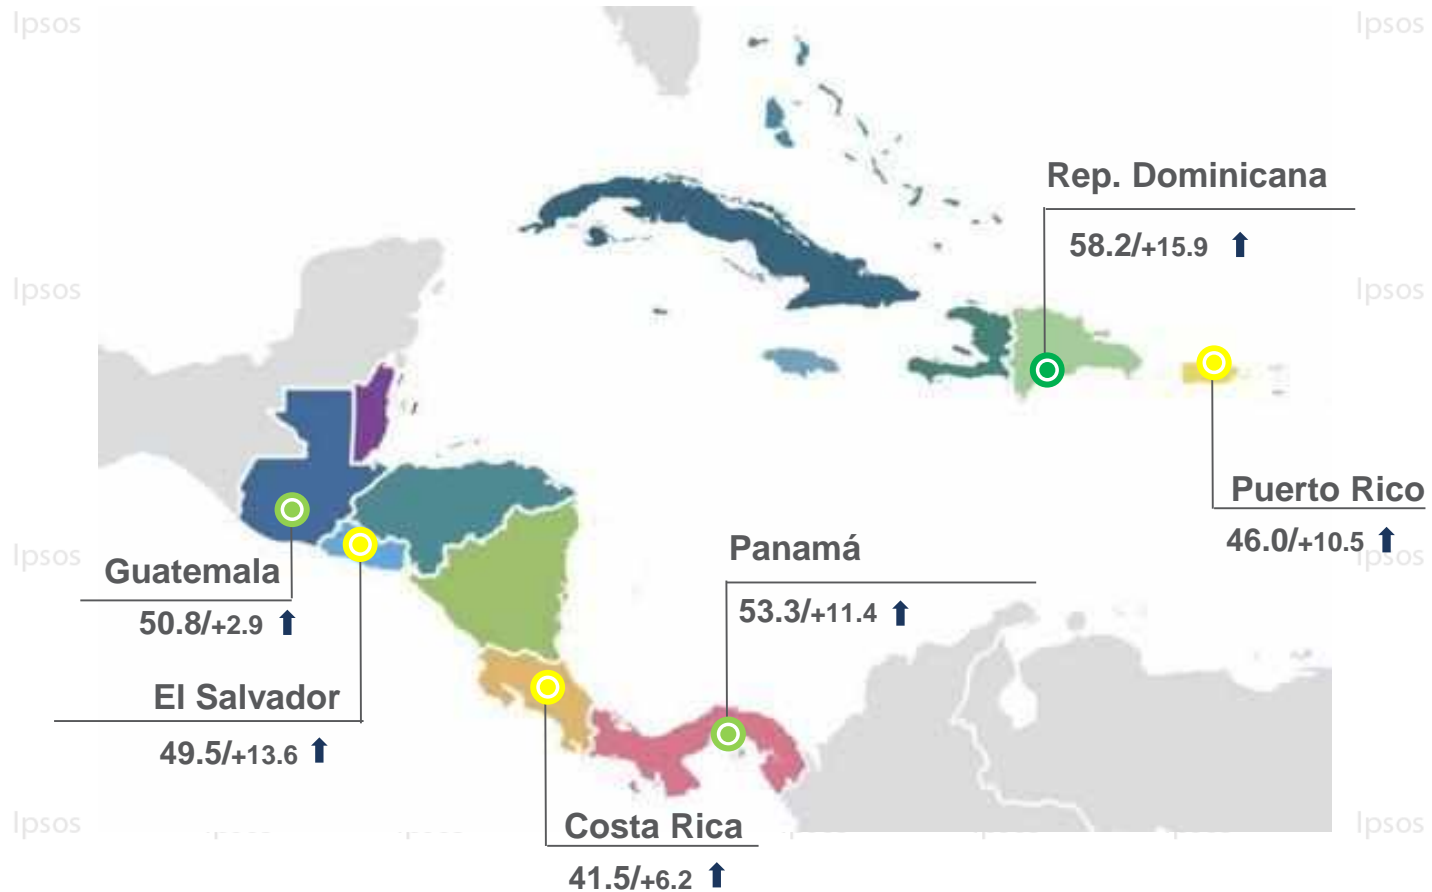 Ipsos
Ipsos
Rep. Dominicana
58.2/+15.9
Ipsos
Ipsos
Puerto Rico
46.0/+10.5
Ipsos
Ipsos
Panamá
53.3/+11.4
Guatemala
50.8/+2.9
El Salvador
49.5/+13.6
Ipsos
Ipsos
Costa Rica
41.5/+6.2